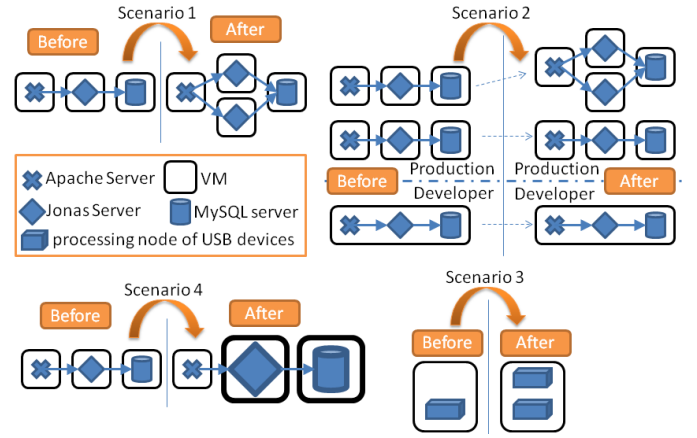 Scenario 1
Before
After
Scenario 2
Production
Production
Before
After
Developer
Developer
Apache Server
VM
Jonas Server
MySQL server
processing node of USB devices
Scenario 4
Before
After
Scenario 3
Before
After